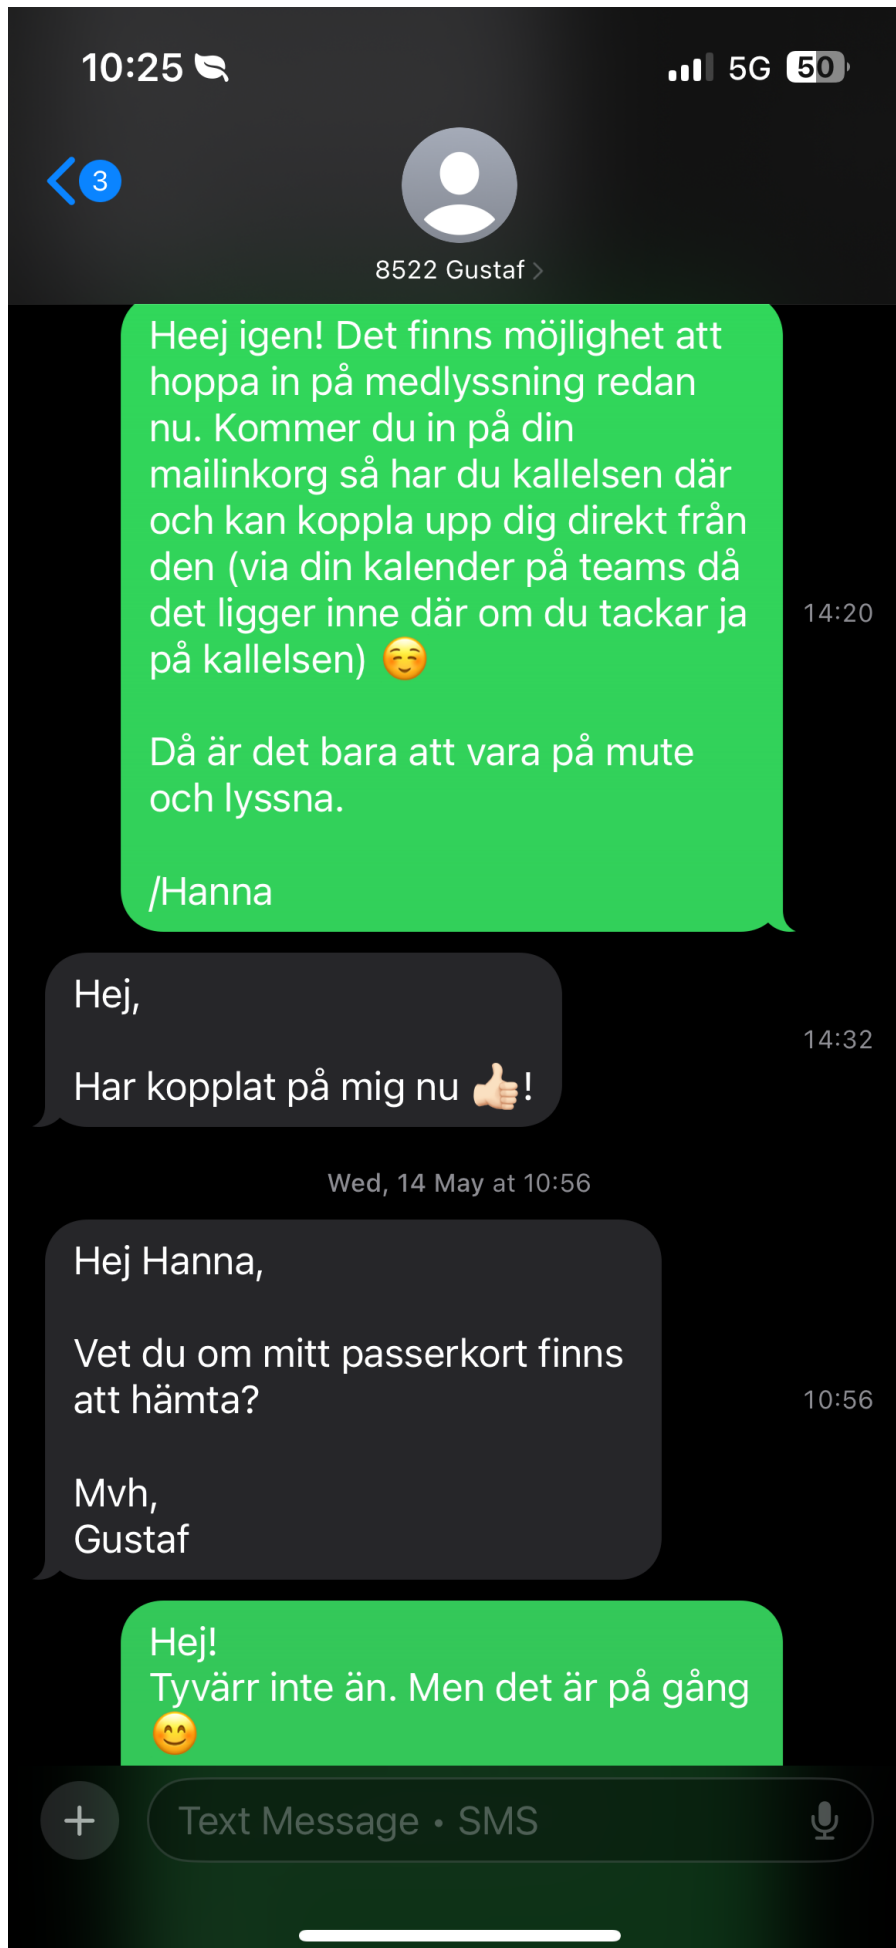 10:25
5G 50
3
8522 Gustaf
Heej igen! Det finns möjlighet att
hoppa in på medlyssning redan
nu. Kommer du in på din
mailinkorg så har du kallelsen där
och kan koppla upp dig direkt från
den (via din kalender på teams då
det ligger inne där om du tackar ja
på kallelsen) ☺️
14:20
Då är det bara att vara på mute
och lyssna.
/Hanna
Hej,
Har kopplat på mig nu 👍🏻!
14:32
Wed, 14 May at 10:56
Hej Hanna,
Vet du om mitt passerkort finns
att hämta?
10:56
Mvh,
Gustaf
Hej!
Tyvärr inte än. Men det är på gång
😊
Text Message • SMS